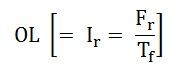 OL [= I_r = F_r / T_f]